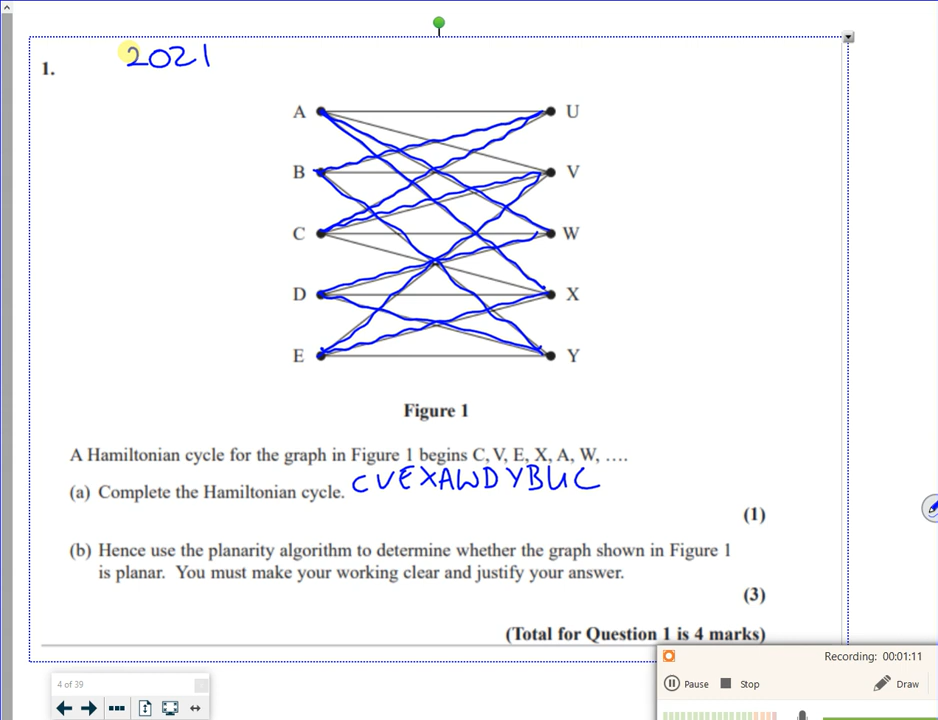 2021
1.
A U
B V
C W
D X
E Y
Figure 1
A Hamiltonian cycle for the graph in Figure 1 begins C, V, E, X, A, W, ….
(a) Complete the Hamiltonian cycle. CVEXAWDYBUC
(1)
(b) Hence use the planarity algorithm to determine whether the graph shown in Figure 1
is planar. You must make your working clear and justify your answer.
(3)
(Total for Question 1 is 4 marks)
Recording: 00:01:11
4 of 39
Pause Stop Draw